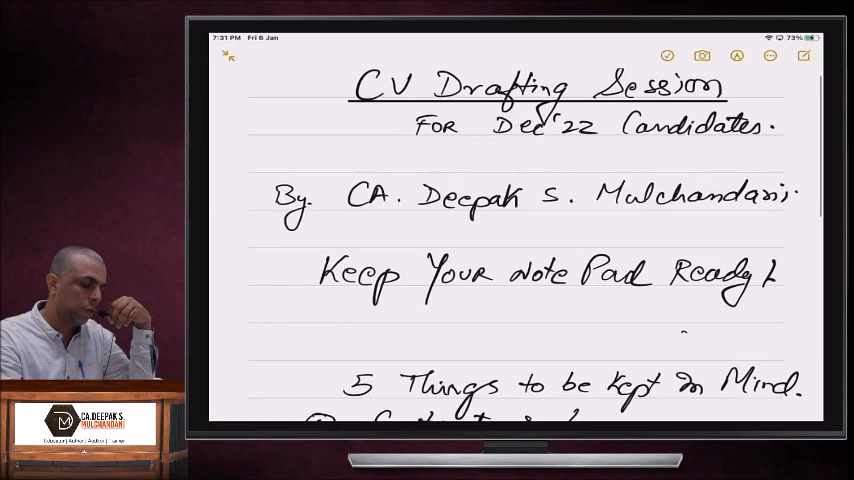 7:31 PM Fri 6 Jan
73%
CV Drafting Session
FOR Dec'22 Candidates.
By. CA. Deepak S. Mulchandani.
Keep Your Note Pad Ready!
5 Things to be Kept in Mind.
CA.DEEPAK S.
MULCHANDANI
Educator | Author | Auditor | Trainer